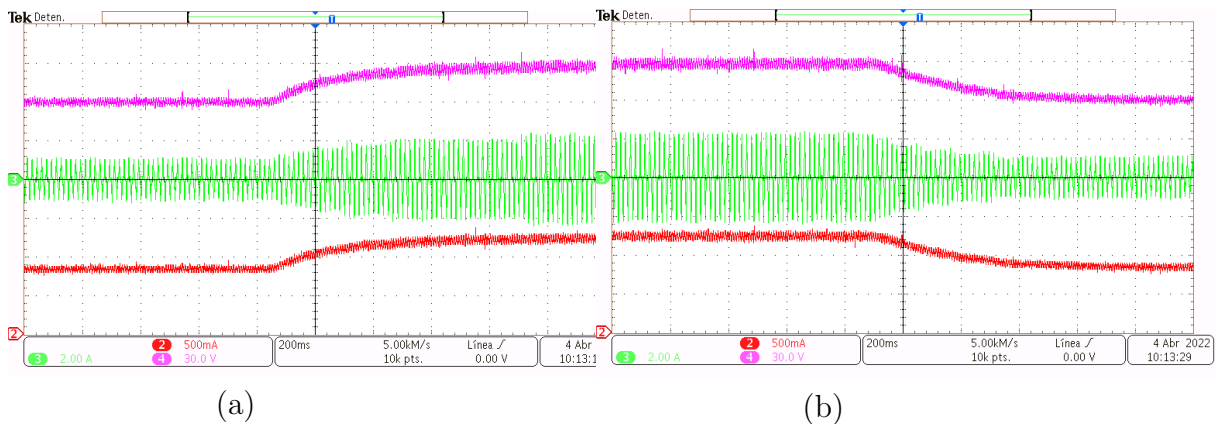 Tek Deten.
T
3
2
2 500mA
3 2.00 A 4 30.0 V
200ms 5.00kM/s Línea ∫ 4 Abr
10k pts. 0.00 V 10:13:1
(a)
Tek Deten.
T
3
2
2 500mA
3 2.00 A 4 30.0 V
200ms 5.00kM/s Línea ∫ 4 Abr 2022
10k pts. 0.00 V 10:13:29
(b)